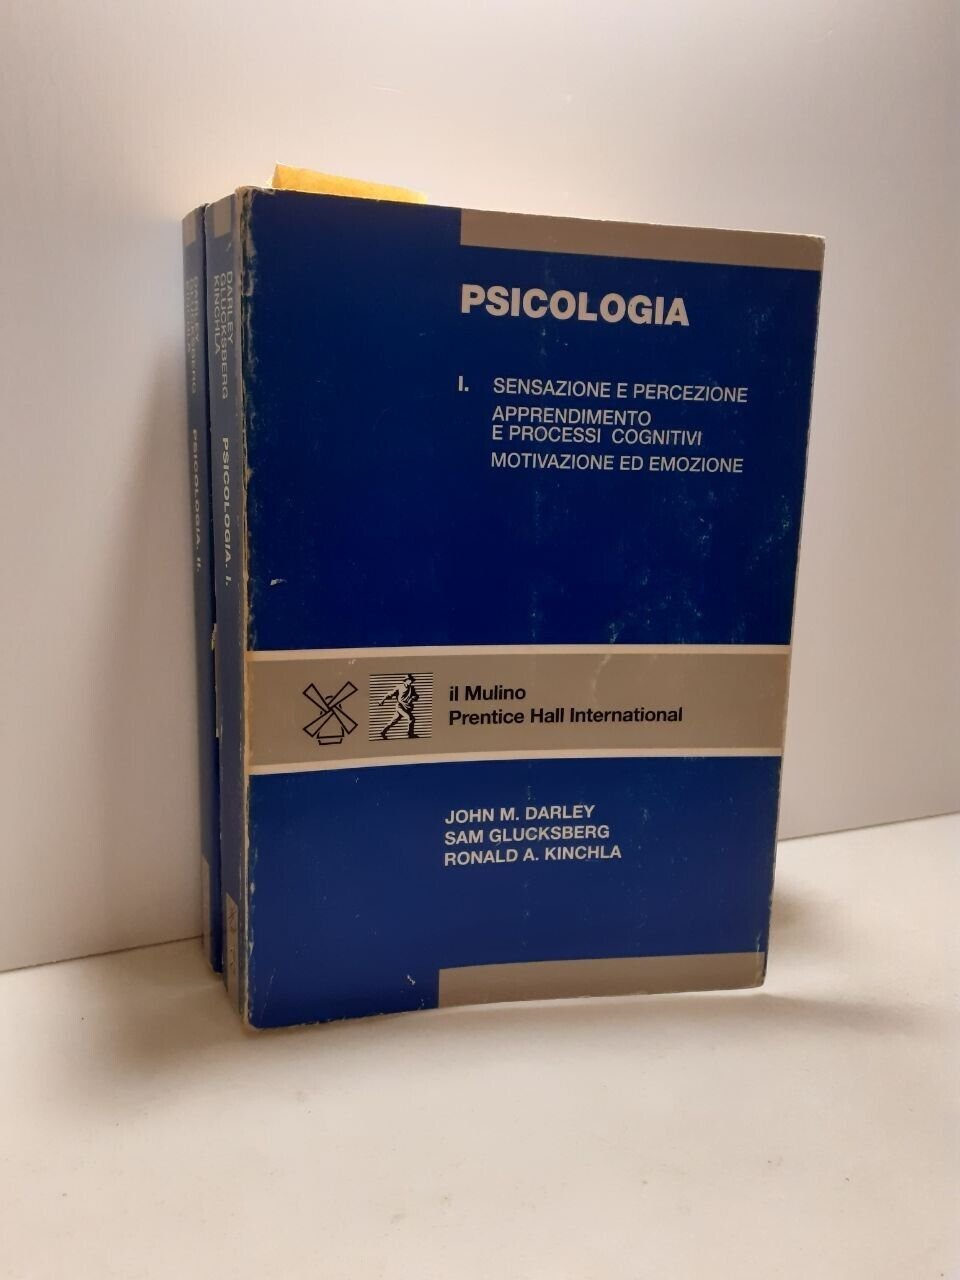 PSICOLOGIA
I. SENSAZIONE E PERCEZIONE
APPRENDIMENTO
E PROCESSI COGNITIVI
MOTIVAZIONE ED EMOZIONE
il Mulino
Prentice Hall International
JOHN M. DARLEY
SAM GLUCKSBERG
RONALD A. KINCHLA
DARLEY
GLUCKSBERG
KINCHLA
PSICOLOGIA. I.
PSICOLOGIA. II.